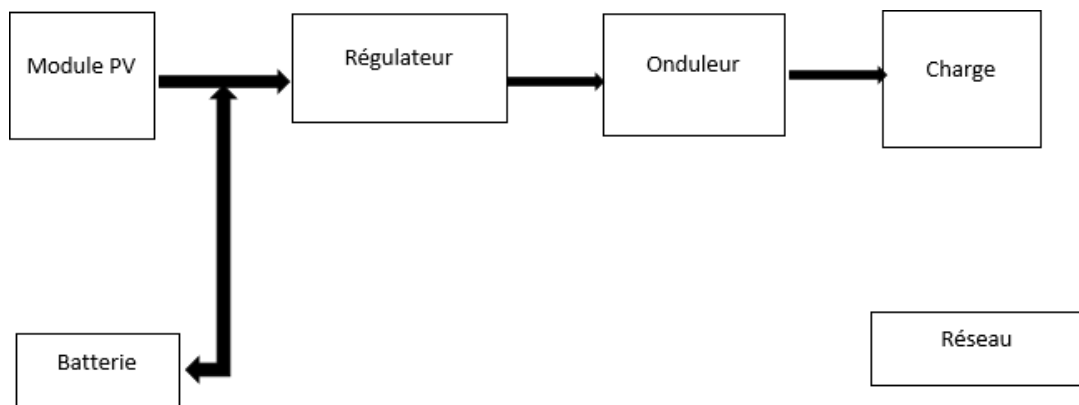 Module PV
Régulateur
Onduleur
Charge
Batterie
Réseau